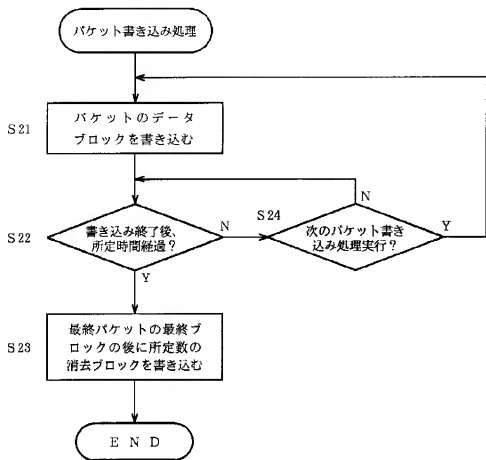 パケット書き込み処理
S21
パケットのデータ
ブロックを書き込む
S22
書き込み終了後、
所定時間経過？
N
Y
S24
次のパケット書き
込み処理実行？
N
Y
S23
最終パケットの最終ブ
ロックの後に所定数の
消去ブロックを書き込む
E N D